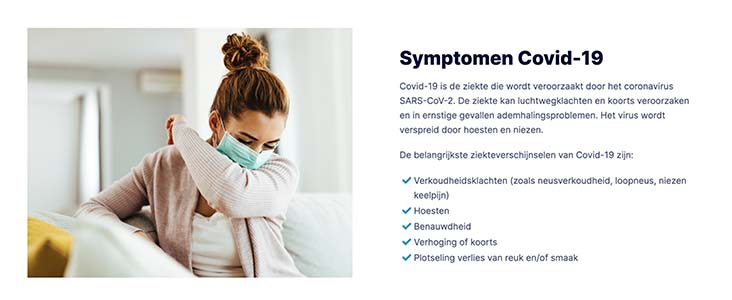 Symptomen Covid-19
Covid-19 is de ziekte die wordt veroorzaakt door het coronavirus
SARS-CoV-2. De ziekte kan luchtwegklachten en koorts veroorzaken
en in ernstige gevallen ademhalingsproblemen. Het virus wordt
verspreid door hoesten en niezen.
De belangrijkste ziekteverschijnselen van Covid-19 zijn:
Verkoudheidsklachten (zoals neusverkoudheid, loopneus, niezen
keelpijn)
Hoesten
Benauwdheid
Verhoging of koorts
Plotseling verlies van reuk en/of smaak